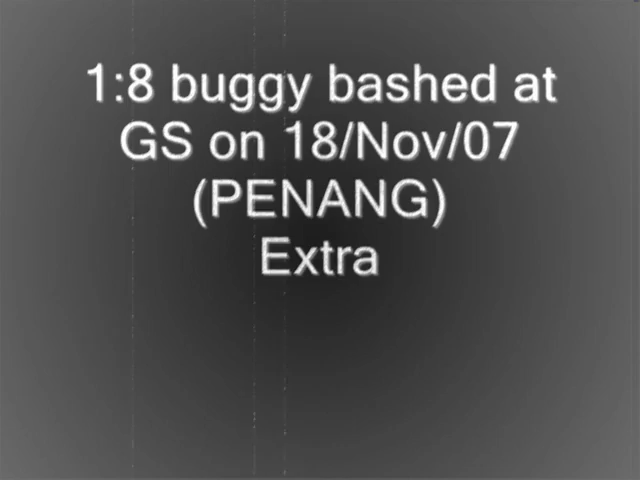 1:8 buggy bashed at
GS on 18/Nov/07
(PENANG)
Extra